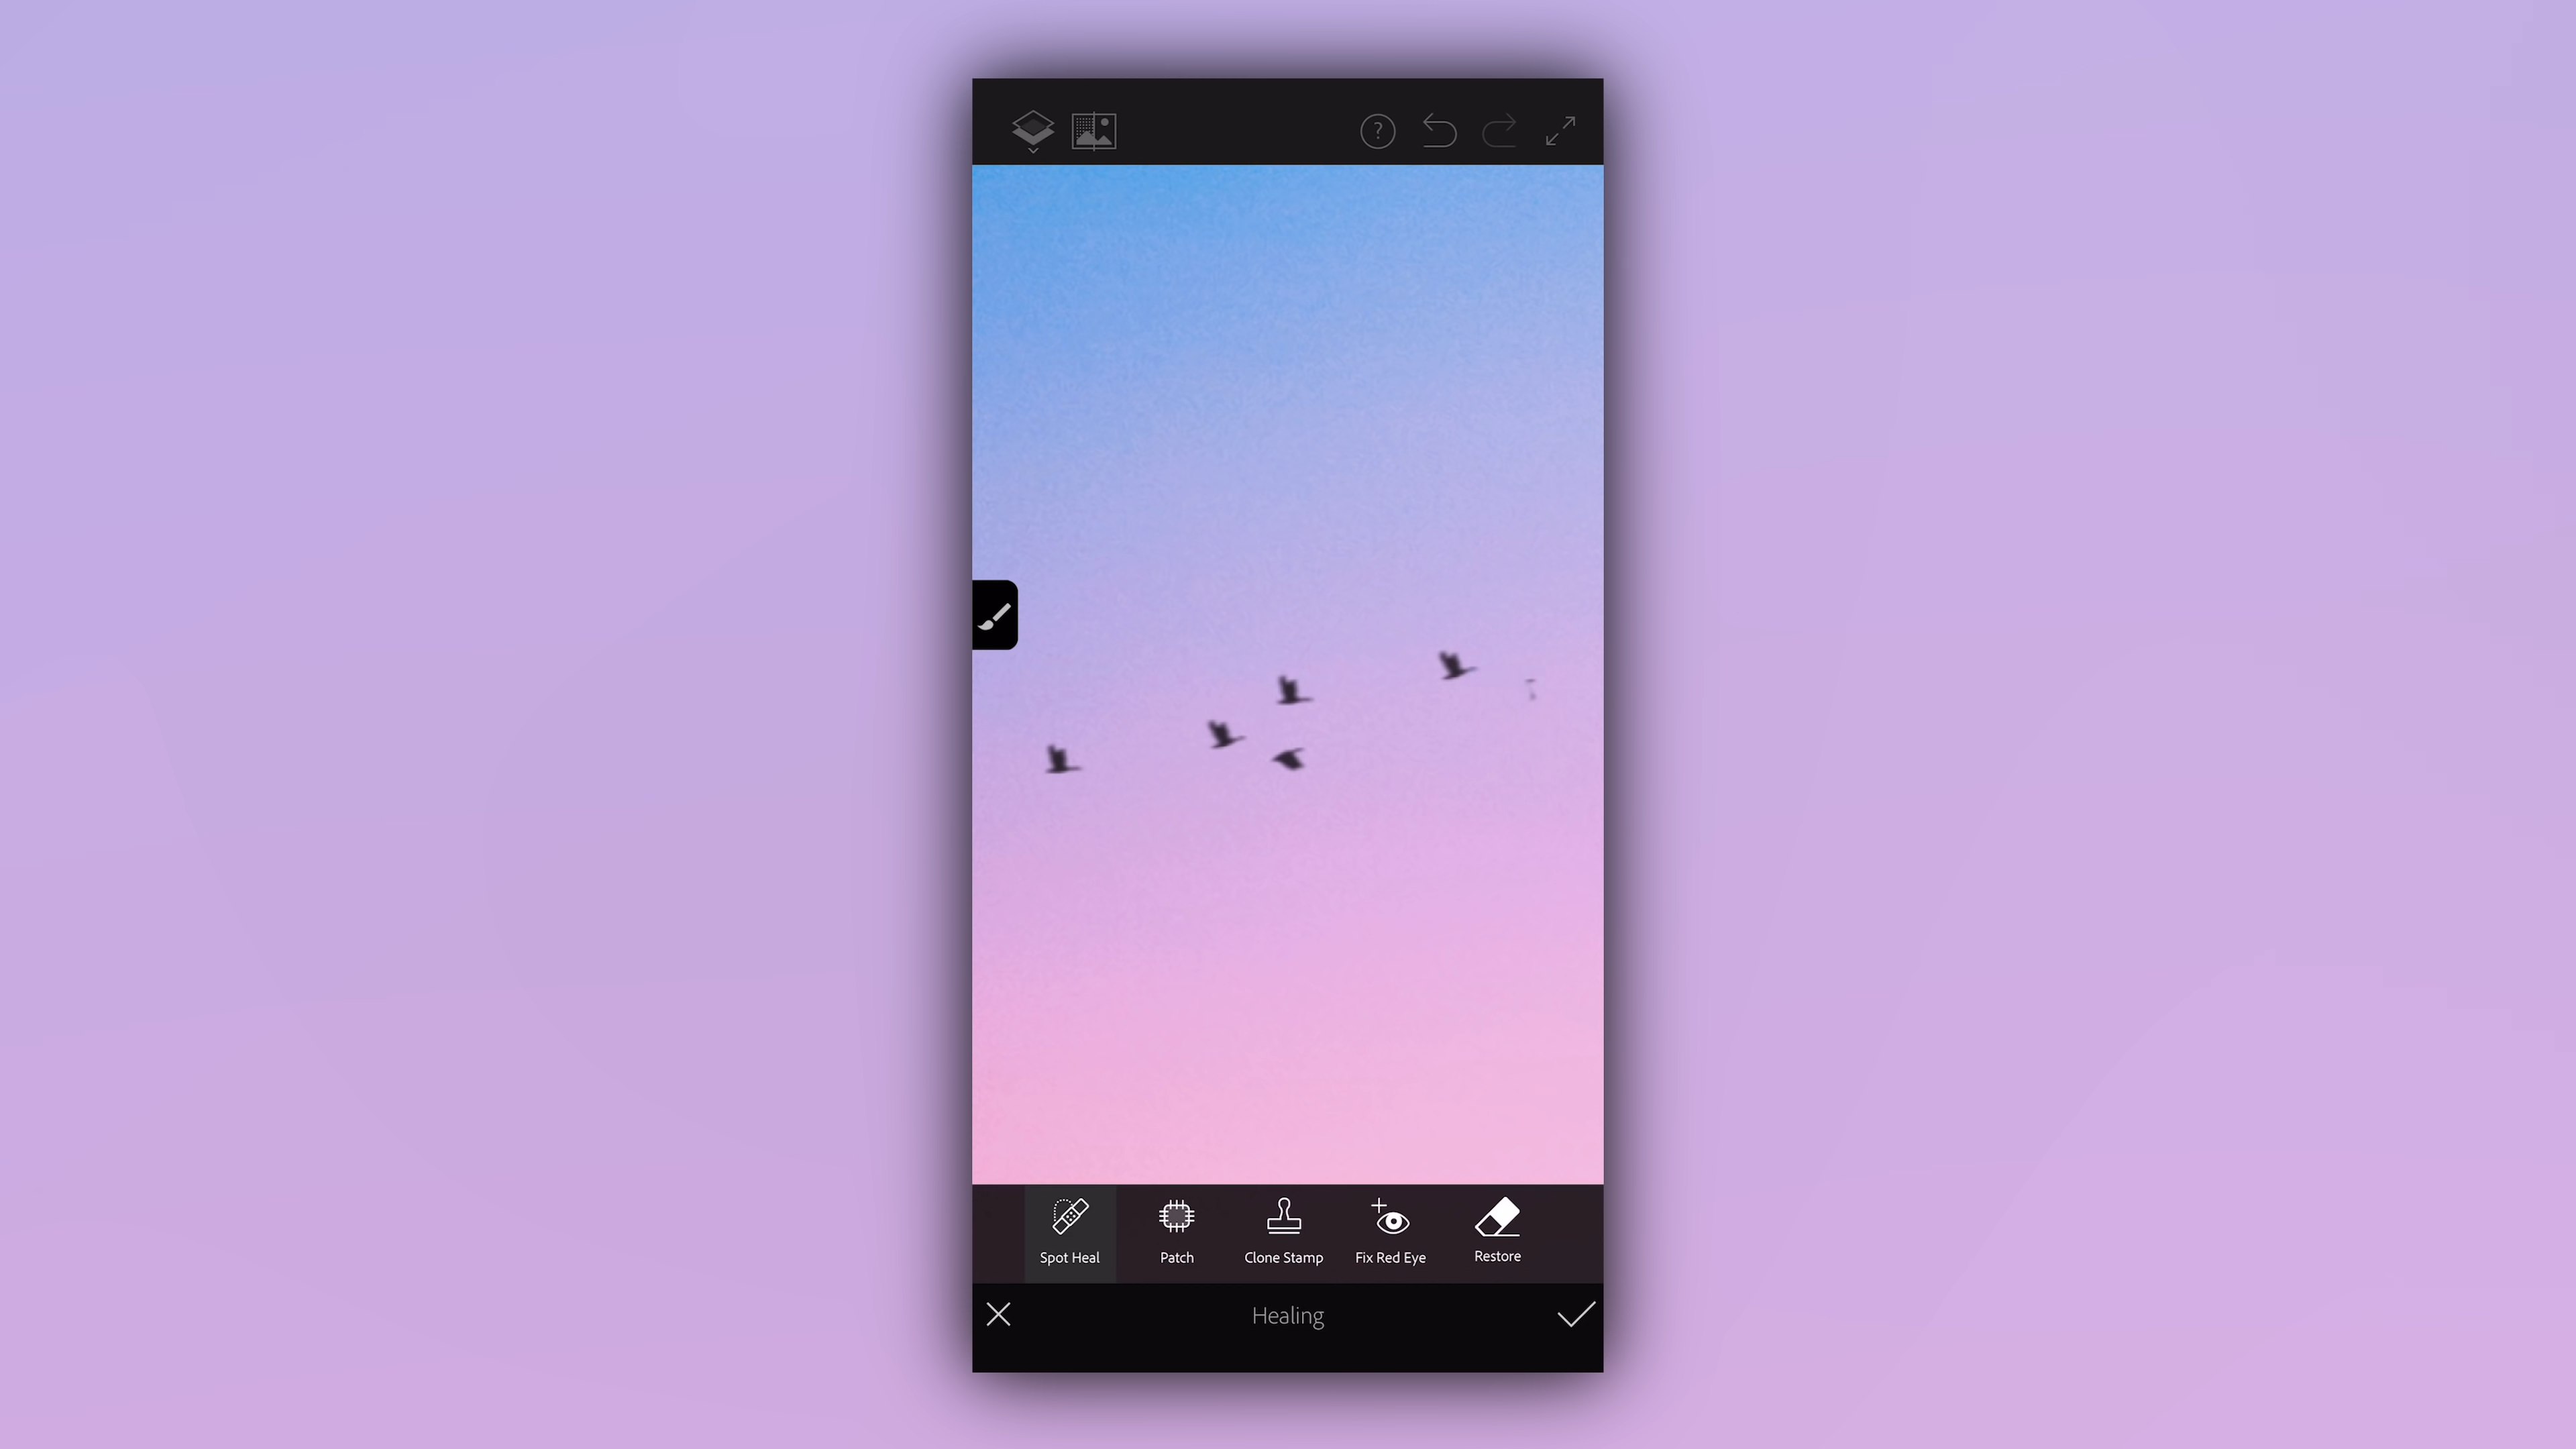 ?
Spot Heal
Patch
Clone Stamp
Fix Red Eye
Restore
Healing